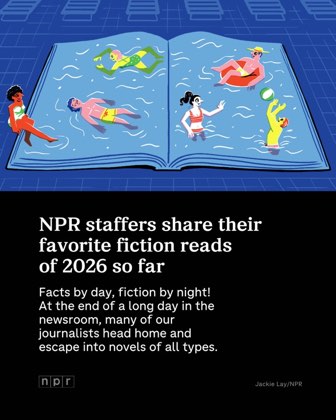 NPR staffers share their
favorite fiction reads
of 2026 so far
Facts by day, fiction by night!
At the end of a long day in the
newsroom, many of our
journalists head home and
escape into novels of all types.
npr
Jackie Lay/NPR